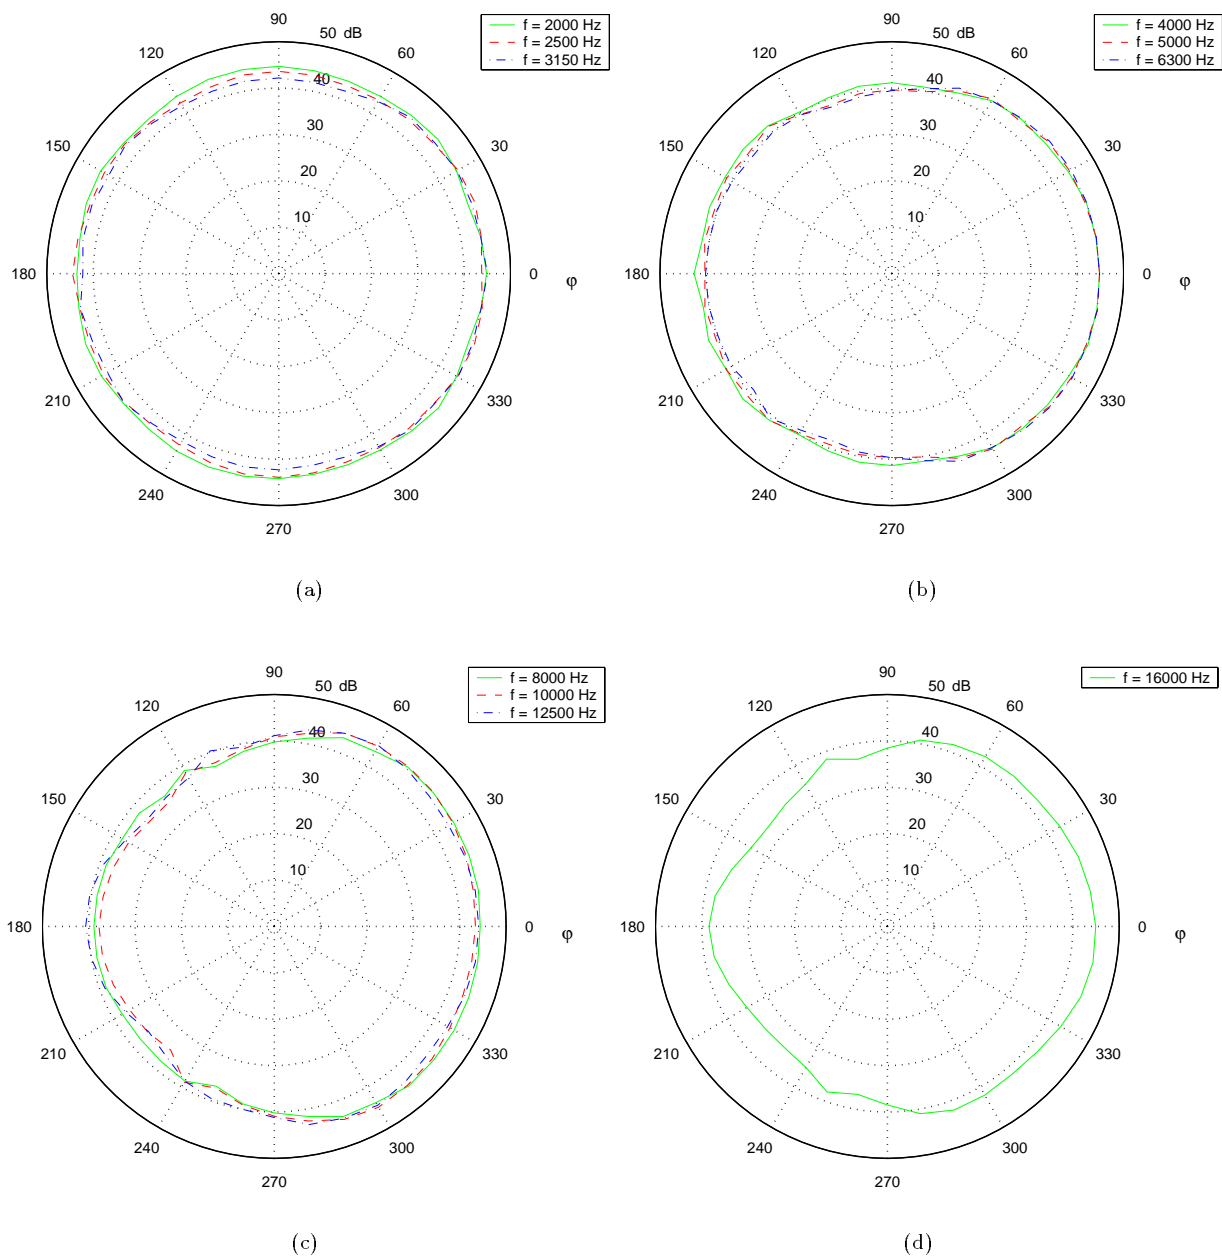 90
50 dB
120
60
40
150
30
30
20
10
180
0
φ
210
330
240
300
270
f = 2000 Hz
f = 2500 Hz
f = 3150 Hz
(a)
90
50 dB
120
60
40
150
30
30
20
10
180
0
φ
210
330
240
300
270
f = 4000 Hz
f = 5000 Hz
f = 6300 Hz
(b)
90
50 dB
120
60
40
150
30
30
20
10
180
0
φ
210
330
240
300
270
f = 8000 Hz
f = 10000 Hz
f = 12500 Hz
(c)
90
50 dB
120
60
40
150
30
30
20
10
180
0
φ
210
330
240
300
270
f = 16000 Hz
(d)